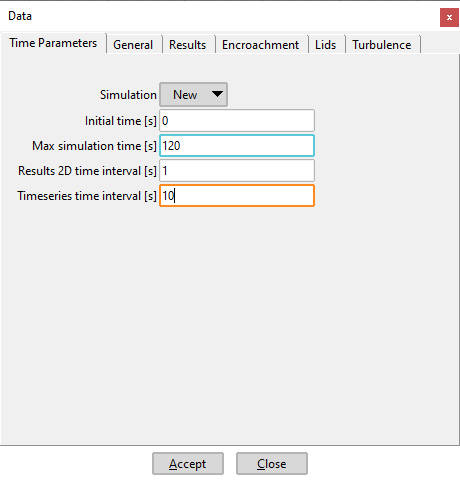 Data
x
Time Parameters General Results Encroachment Lids Turbulence
Simulation New
Initial time [s] 0
Max simulation time [s] 120
Results 2D time interval [s] 1
Timeseries time interval [s] 10
Accept Close